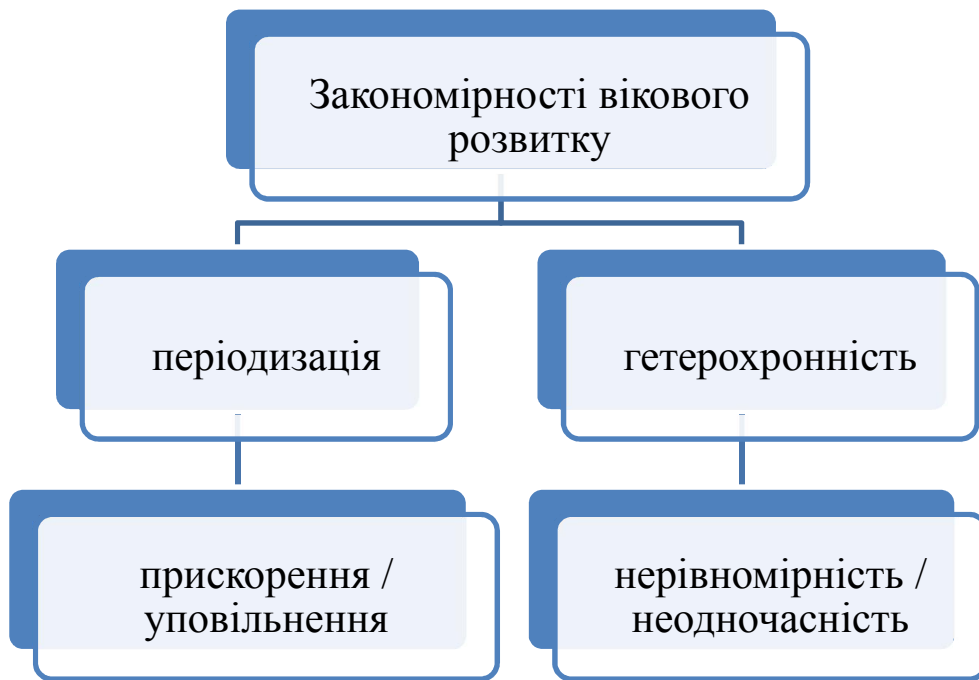 Закономірності вікового
розвитку
періодизація
гетерохронність
прискорення /
уповільнення
нерівномірність /
неодночасність